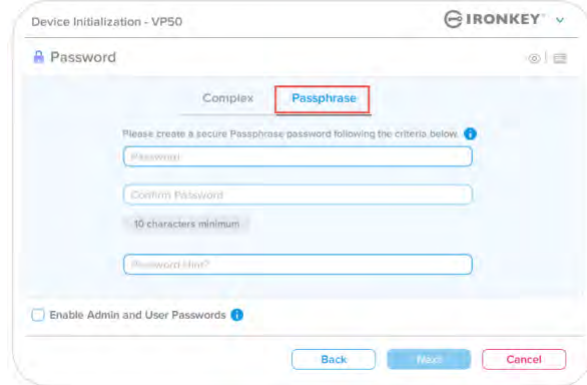 Device Initialization - VP50
IRONKEY
Password
Complex
Passphrase
Please create a secure Passphrase password following the criteria below.
Password
Confirm Password
10 characters minimum
Password Hint?
Enable Admin and User Passwords
Back
Next
Cancel